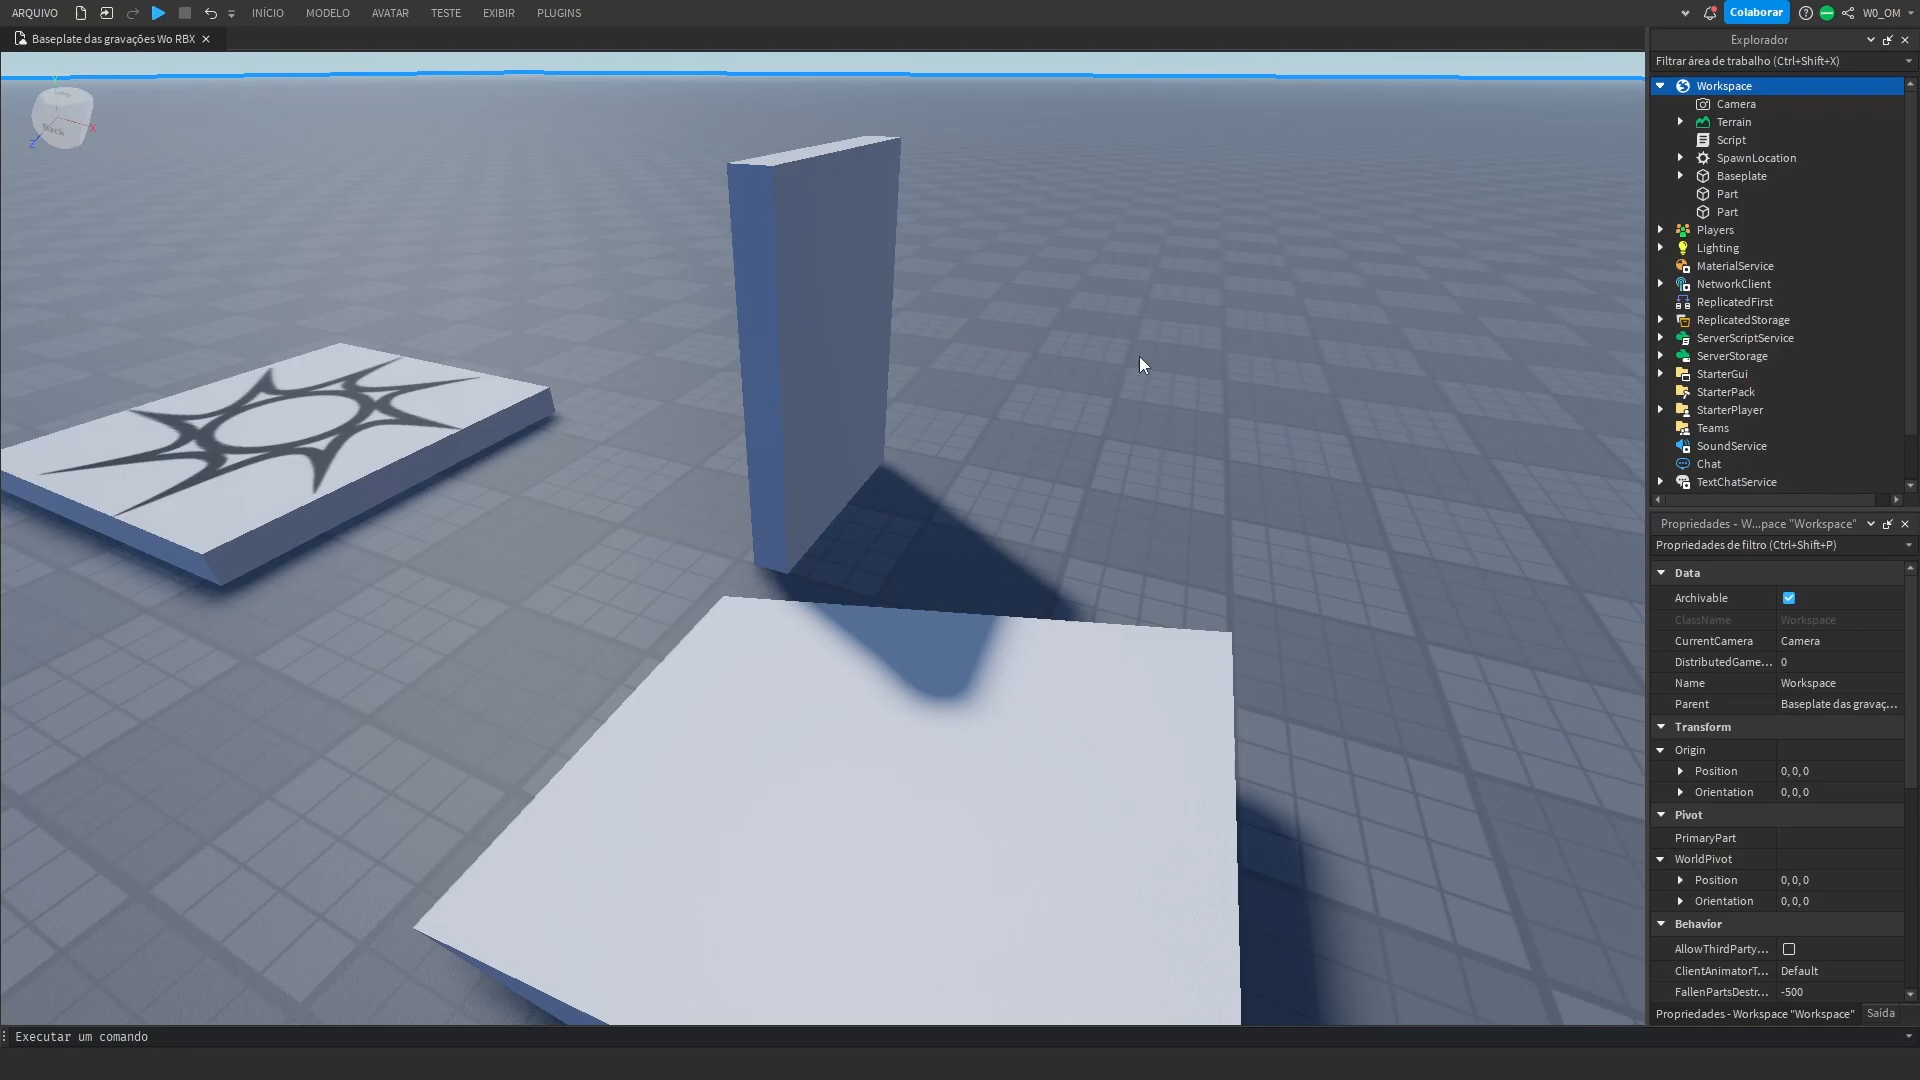 ARQUIVO
INÍCIO
MODELO
AVATAR
TESTE
EXIBIR
PLUGINS
Colaborar
W0_OM
Baseplate das gravações Wo RBX
Back
Y
X
Z
Explorador
Filtrar área de trabalho (Ctrl+Shift+X)
Workspace
Camera
Terrain
Script
SpawnLocation
Baseplate
Part
Part
Players
Lighting
MaterialService
NetworkClient
ReplicatedFirst
ReplicatedStorage
ServerScriptService
ServerStorage
StarterGui
StarterPack
StarterPlayer
Teams
SoundService
Chat
TextChatService
Propriedades - W...pace "Workspace"
Propriedades de filtro (Ctrl+Shift+P)
Data
Archivable
ClassName Workspace
CurrentCamera Camera
DistributedGame... 0
Name Workspace
Parent Baseplate das gravaç...
Transform
Origin
Position 0, 0, 0
Orientation 0, 0, 0
Pivot
PrimaryPart
WorldPivot
Position 0, 0, 0
Orientation 0, 0, 0
Behavior
AllowThirdParty...
ClientAnimatorT... Default
FallenPartsDestr... -500
Propriedades - Workspace "Workspace" Saída
Executar um comando